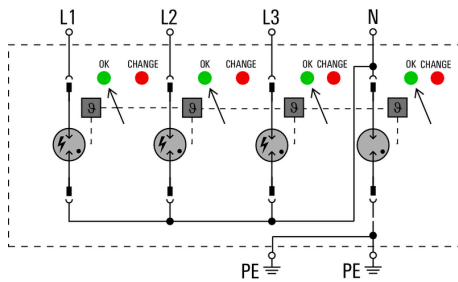 L1 L2 L3 N
OK CHANGE OK CHANGE OK CHANGE OK CHANGE
ϑ ϑ ϑ ϑ
PE PE